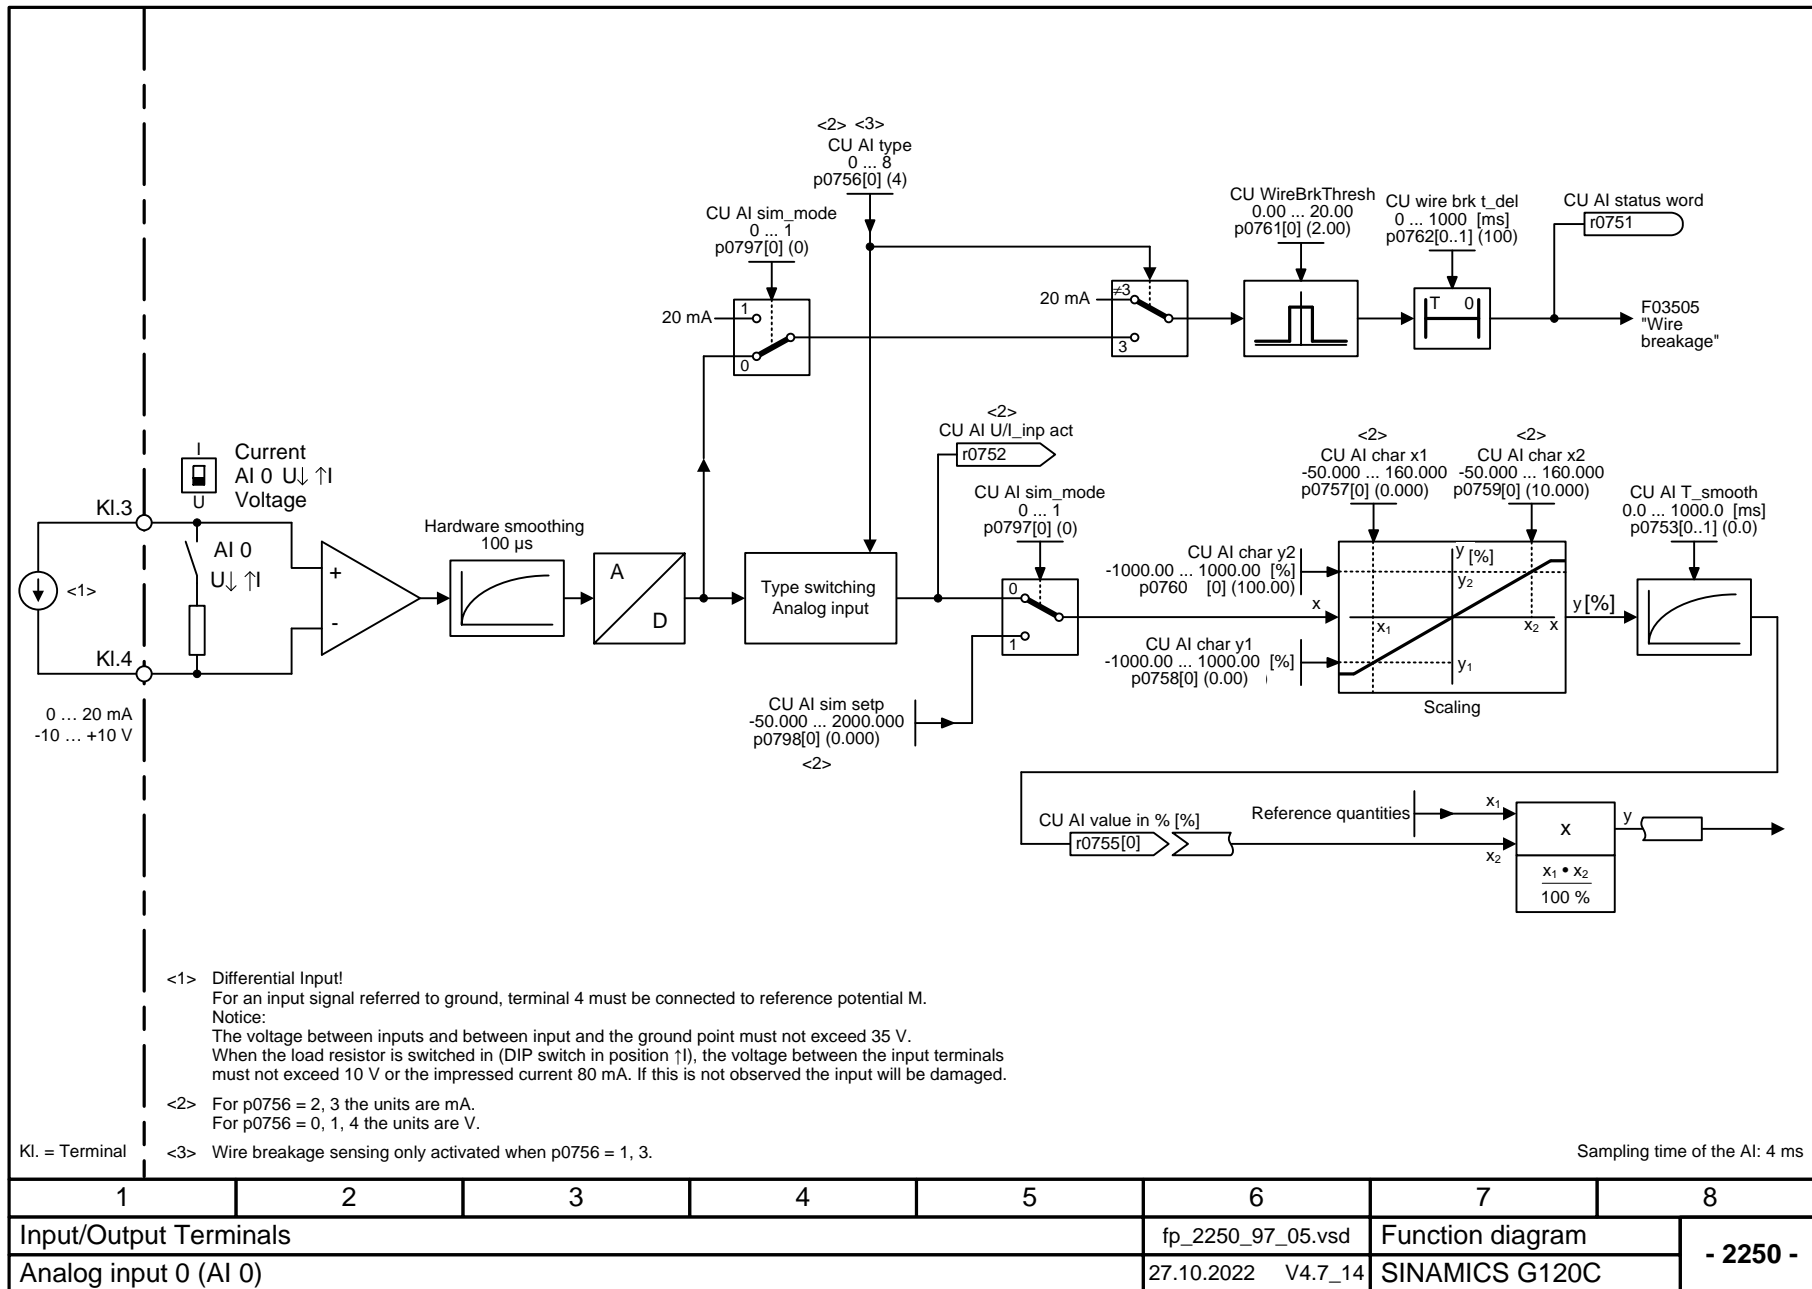 <2> <3>
CU AI type
0 ... 8
p0756[0] (4)
CU AI sim_mode
0 ... 1
p0797[0] (0)
CU WireBrkThresh
0.00 ... 20.00
p0761[0] (2.00)
CU wire brk t_del
0 ... 1000 [ms]
p0762[0..1] (100)
CU AI status word
r0751
20 mA
1
0
20 mA
≠3
3
T 0
F03505
"Wire
breakage"
<2>
CU AI U/I_inp act
r0752
I
U
Current
AI 0 U↓ ↑I
Voltage
Kl.3
AI 0
U↓ ↑I
<1>
Kl.4
0 ... 20 mA
-10 ... +10 V
+
-
Hardware smoothing
100 µs
A
D
Type switching
Analog input
CU AI sim_mode
0 ... 1
p0797[0] (0)
0
1
CU AI sim setp
-50.000 ... 2000.000
p0798[0] (0.000)
<2>
<2>
CU AI char x1
-50.000 ... 160.000
p0757[0] (0.000)
<2>
CU AI char x2
-50.000 ... 160.000
p0759[0] (10.000)
CU AI T_smooth
0.0 ... 1000.0 [ms]
p0753[0..1] (0.0)
CU AI char y2
-1000.00 ... 1000.00 [%]
p0760 [0] (100.00)
x
CU AI char y1
-1000.00 ... 1000.00 [%]
p0758[0] (0.00) (
y [%]
y₂
x₁
x₂ x
y₁
Scaling
y [%]
CU AI value in % [%]
r0755[0]
Reference quantities
x₁
x₂
x
x₁ • x₂
100 %
y
<1> Differential Input!
For an input signal referred to ground, terminal 4 must be connected to reference potential M.
Notice:
The voltage between inputs and between input and the ground point must not exceed 35 V.
When the load resistor is switched in (DIP switch in position ↑I), the voltage between the input terminals
must not exceed 10 V or the impressed current 80 mA. If this is not observed the input will be damaged.
<2> For p0756 = 2, 3 the units are mA.
For p0756 = 0, 1, 4 the units are V.
Kl. = Terminal
<3> Wire breakage sensing only activated when p0756 = 1, 3.
Sampling time of the AI: 4 ms
1 2 3 4 5 6 7 8
Input/Output Terminals
fp_2250_97_05.vsd
Function diagram
- 2250 -
Analog input 0 (AI 0)
27.10.2022 V4.7_14
SINAMICS G120C